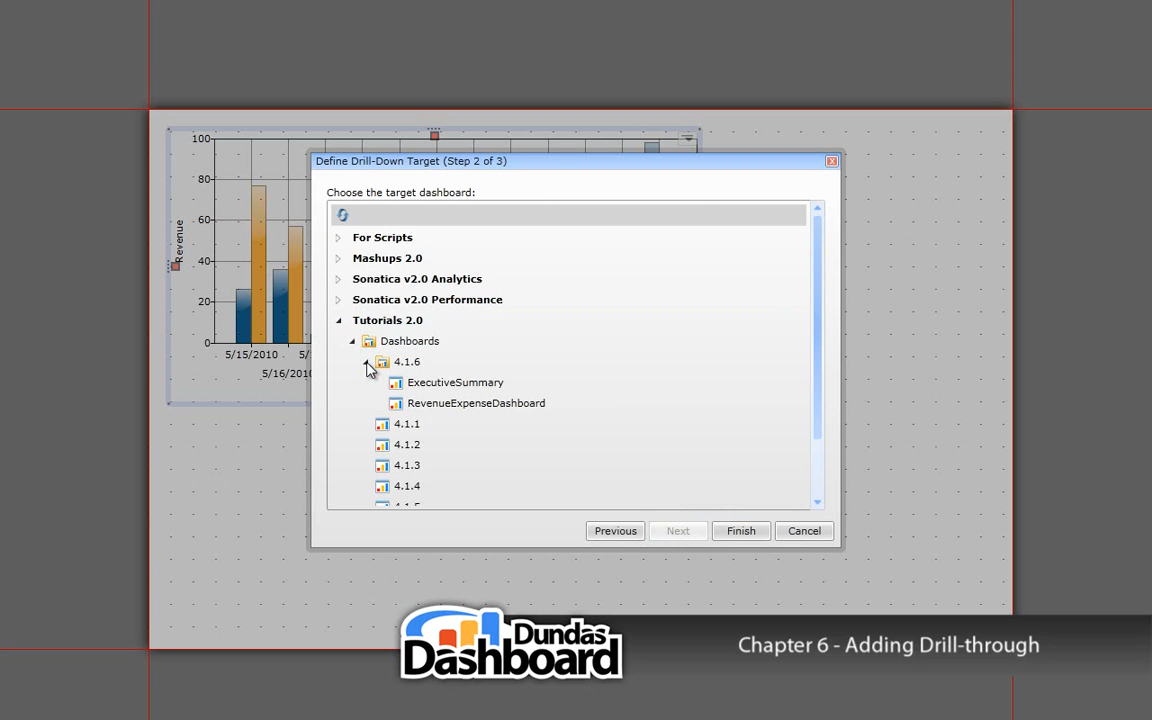 Define Drill-Down Target (Step 2 of 3)
Choose the target dashboard:
For Scripts
Mashups 2.0
Sonatica v2.0 Analytics
Sonatica v2.0 Performance
Tutorials 2.0
Dashboards
4.1.6
ExecutiveSummary
RevenueExpenseDashboard
4.1.1
4.1.2
4.1.3
4.1.4
Previous
Next
Finish
Cancel
Revenue
100
80
60
40
20
0
5/15/2010
5/16/2010
Dundas
Dashboard
Chapter 6 - Adding Drill-through